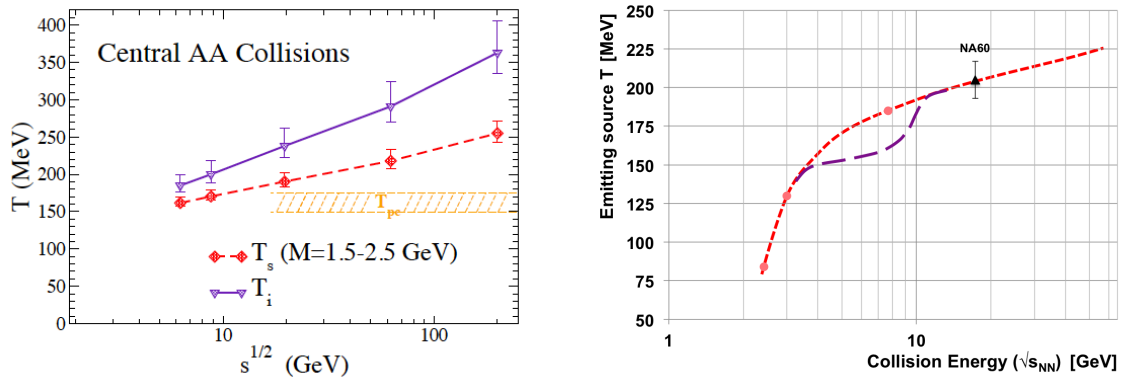 400
350
300
250
200
150
100
50
0
T (MeV)
Central AA Collisions
T_pc
T_s (M=1.5-2.5 GeV)
T_i
10
100
s^1/2 (GeV)
225
200
175
150
125
100
75
50
Emitting source T [MeV]
NA60
1
10
Collision Energy (√s_NN) [GeV]